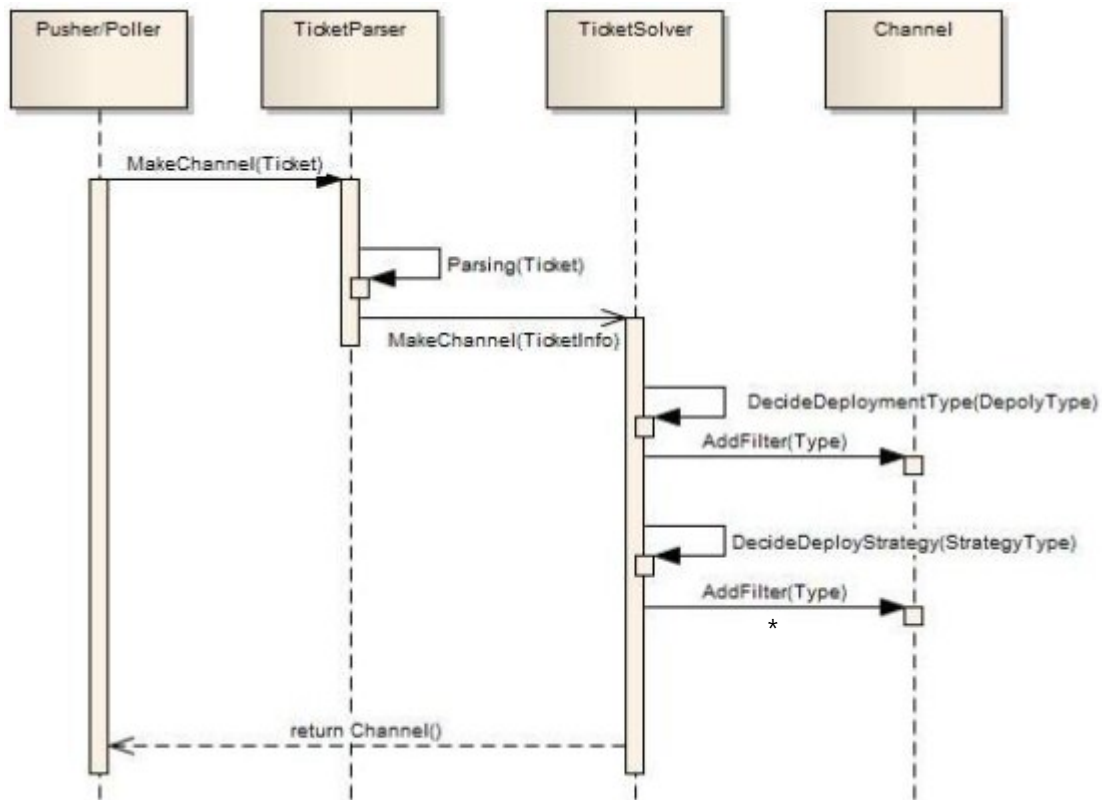 Pusher/Poller
TicketParser
TicketSolver
Channel
MakeChannel(Ticket)
Parsing(Ticket)
MakeChannel(TicketInfo)
DecideDeploymentType(DepolyType)
AddFilter(Type)
DecideDeployStrategy(StrategyType)
AddFilter(Type)
*
return Channel()